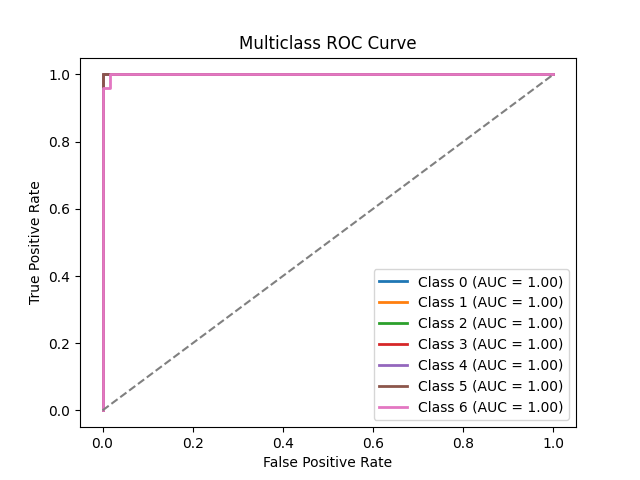 Multiclass ROC Curve
True Positive Rate
1.0
0.8
0.6
0.4
0.2
0.0
Class 0 (AUC = 1.00)
Class 1 (AUC = 1.00)
Class 2 (AUC = 1.00)
Class 3 (AUC = 1.00)
Class 4 (AUC = 1.00)
Class 5 (AUC = 1.00)
Class 6 (AUC = 1.00)
0.0 0.2 0.4 0.6 0.8 1.0
False Positive Rate